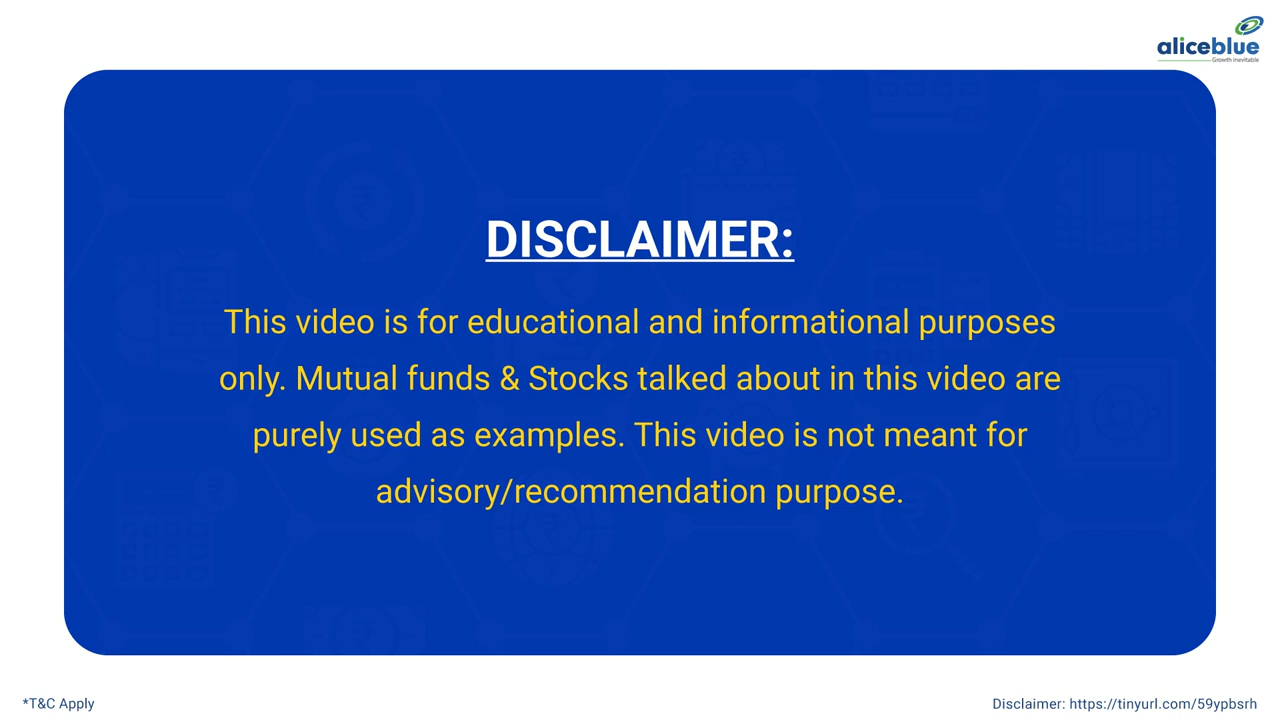 aliceblue
Growth inevitable
DISCLAIMER:
This video is for educational and informational purposes
only. Mutual funds & Stocks talked about in this video are
purely used as examples. This video is not meant for
advisory/recommendation purpose.
*T&C Apply
Disclaimer: https://tinyurl.com/59ypbsrh